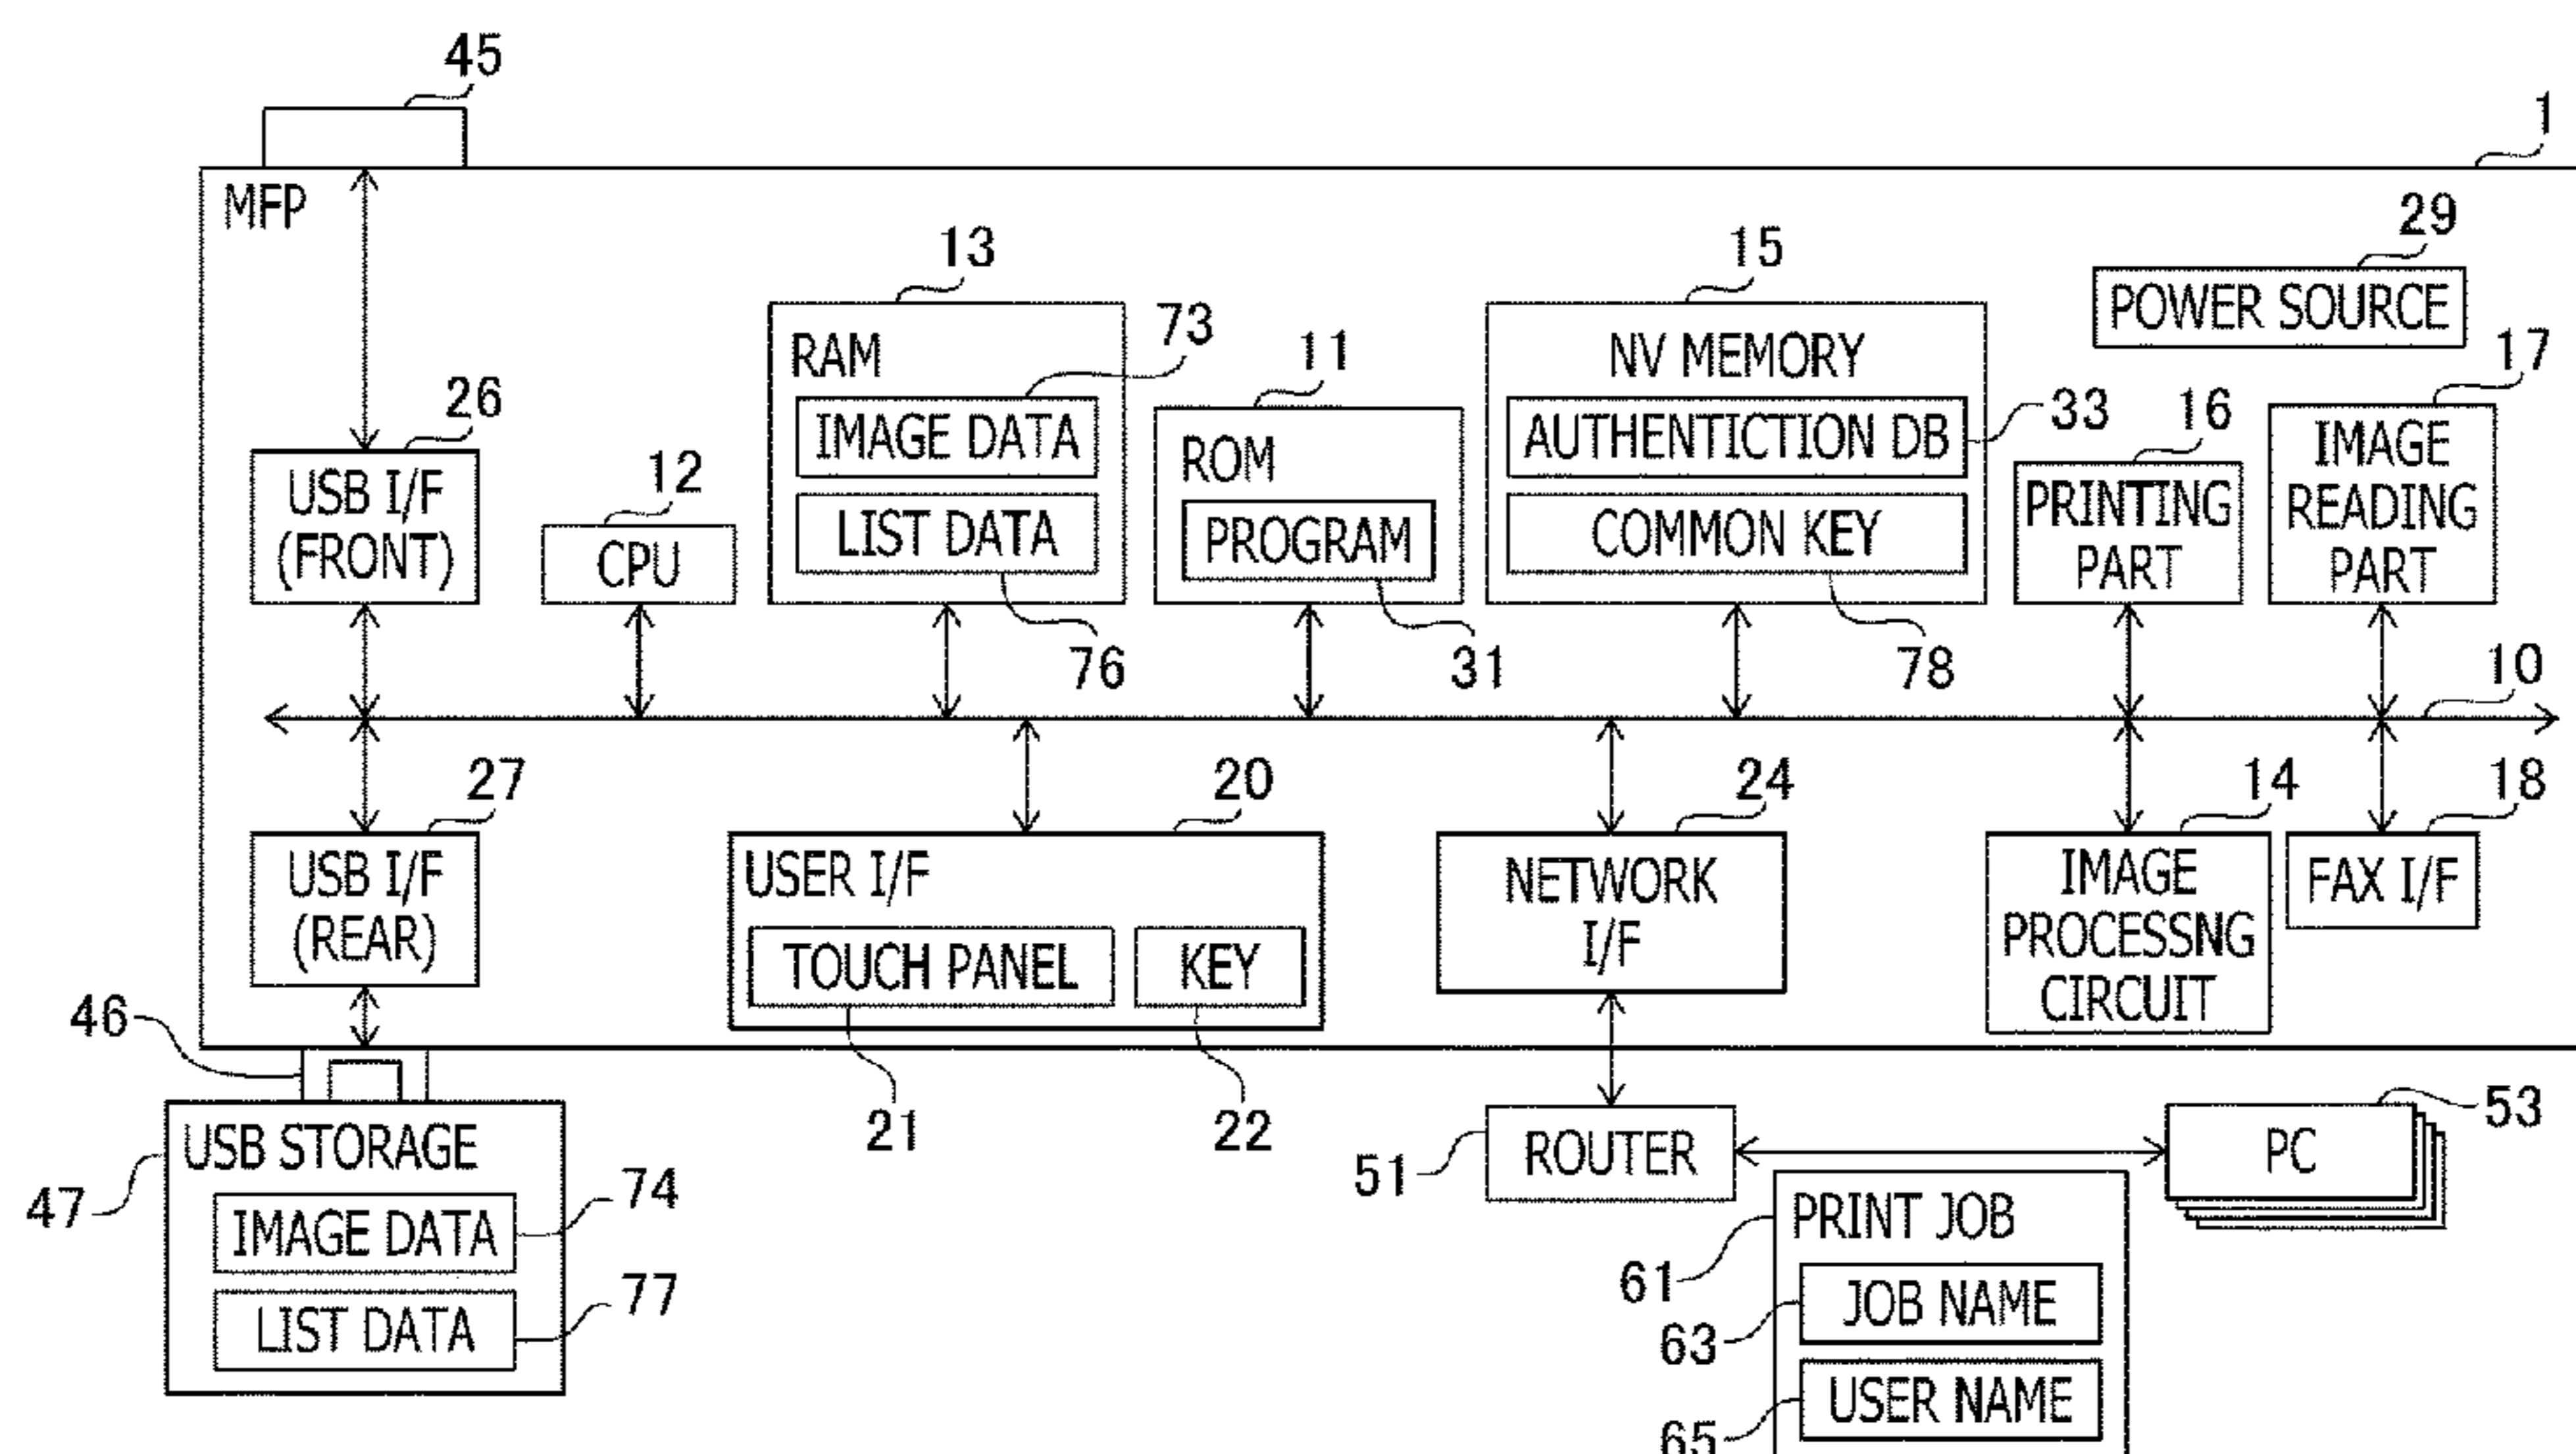 45
1
MFP
29
POWER SOURCE
13
RAM
73
IMAGE DATA
LIST DATA
76
11
ROM
PROGRAM
31
15
NV MEMORY
AUTHENTICTION DB
33
COMMON KEY
78
16
PRINTING
PART
17
IMAGE
READING
PART
26
USB I/F
(FRONT)
12
CPU
10
27
USB I/F
(REAR)
20
USER I/F
TOUCH PANEL
KEY
21
22
24
NETWORK
I/F
14
IMAGE
PROCESSNG
CIRCUIT
18
FAX I/F
46
47
USB STORAGE
74
IMAGE DATA
77
LIST DATA
51
ROUTER
53
PC
61
PRINT JOB
63
JOB NAME
65
USER NAME